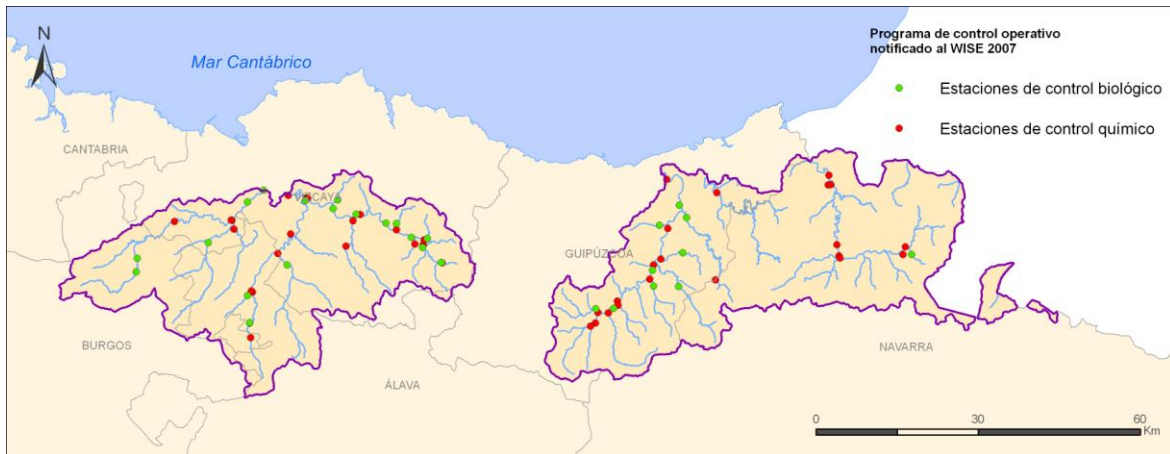 Programa de control operativo
notificado al WISE 2007
N
Mar Cantábrico
Estaciones de control biológico
Estaciones de control químico
CANTABRIA
VIZCAYA
GUIPÚZCOA
BURGOS
NAVARRA
ÁLAVA
0 30 60
Km